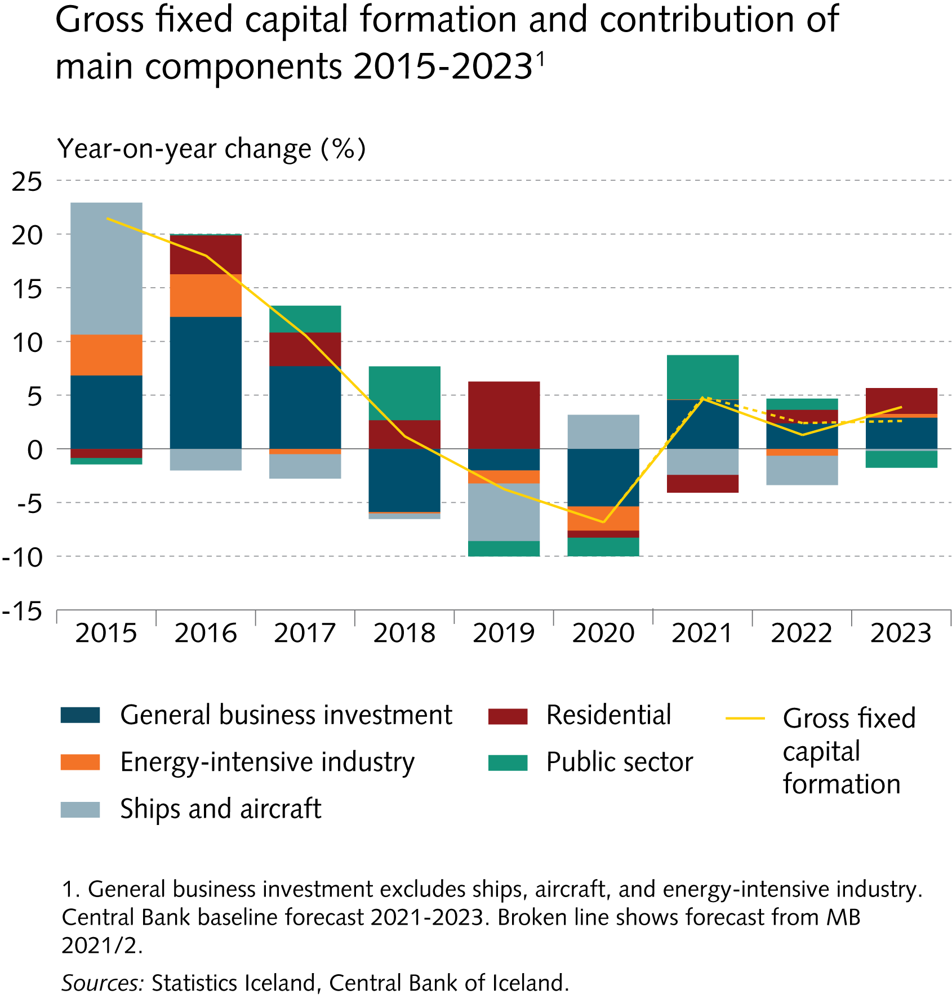 Gross fixed capital formation and contribution of
main components 2015-2023¹
Year-on-year change (%)
25
20
15
10
5
0
-5
-10
-15
2015 2016 2017 2018 2019 2020 2021 2022 2023
General business investment
Energy-intensive industry
Ships and aircraft
Residential
Public sector
Gross fixed
capital
formation
1. General business investment excludes ships, aircraft, and energy-intensive industry.
Central Bank baseline forecast 2021-2023. Broken line shows forecast from MB
2021/2.
Sources: Statistics Iceland, Central Bank of Iceland.